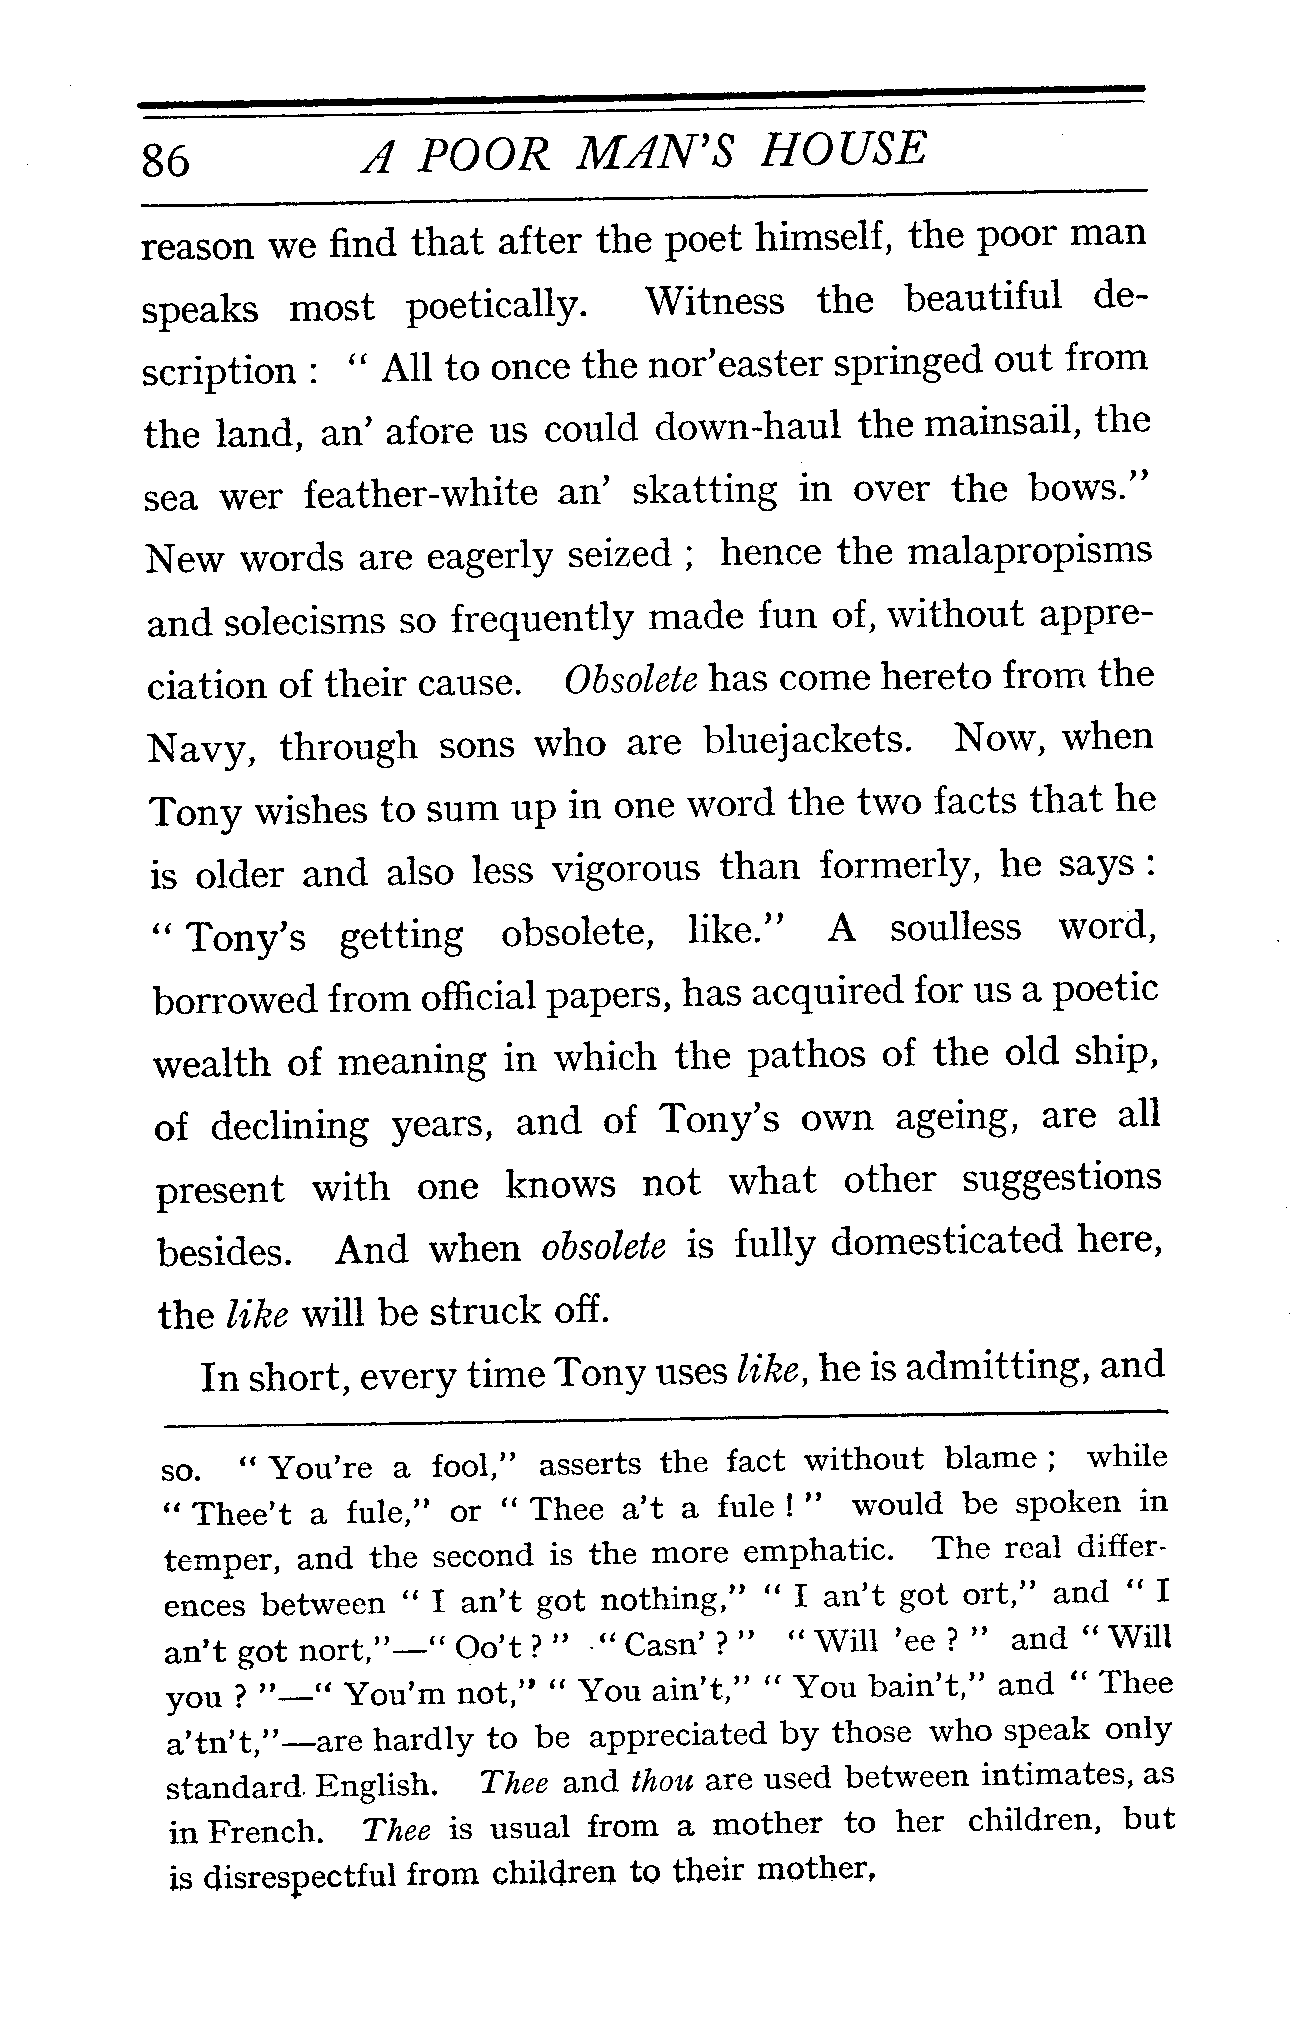 86 A POOR MAN'S HOUSE
reason we find that after the poet himself, the poor man
speaks most poetically. Witness the beautiful de-
scription : " All to once the nor'easter springed out from
the land, an' afore us could down-haul the mainsail, the
sea wer feather-white an' skatting in over the bows."
New words are eagerly seized ; hence the malapropisms
and solecisms so frequently made fun of, without appre-
ciation of their cause. Obsolete has come hereto from the
Navy, through sons who are bluejackets. Now, when
Tony wishes to sum up in one word the two facts that he
is older and also less vigorous than formerly, he says :
" Tony's getting obsolete, like." A soulless word,
borrowed from official papers, has acquired for us a poetic
wealth of meaning in which the pathos of the old ship,
of declining years, and of Tony's own ageing, are all
present with one knows not what other suggestions
besides. And when obsolete is fully domesticated here,
the like will be struck off.
In short, every time Tony uses like, he is admitting, and
so. " You're a fool," asserts the fact without blame ; while
" Thee't a fule," or " Thee a't a fule ! " would be spoken in
temper, and the second is the more emphatic. The real differ-
ences between " I an't got nothing," " I an't got ort," and " I
an't got nort,"—" Oo't ? " " Casn' ? " " Will 'ee ? " and " Will
you ? "—" You'm not," " You ain't," " You bain't," and " Thee
a'tn't,"—are hardly to be appreciated by those who speak only
standard English. Thee and thou are used between intimates, as
in French. Thee is usual from a mother to her children, but
is disrespectful from children to their mother,